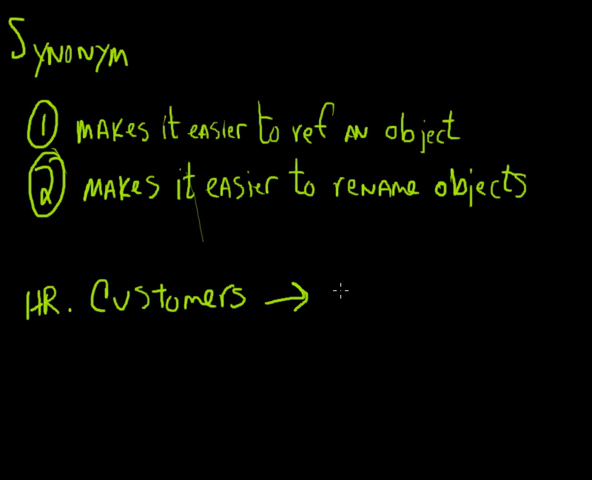 SYNONYM
① MAKES it EASIER to ref AN object
② MAKES it EASIER to RENAME objects
HR. Customers →